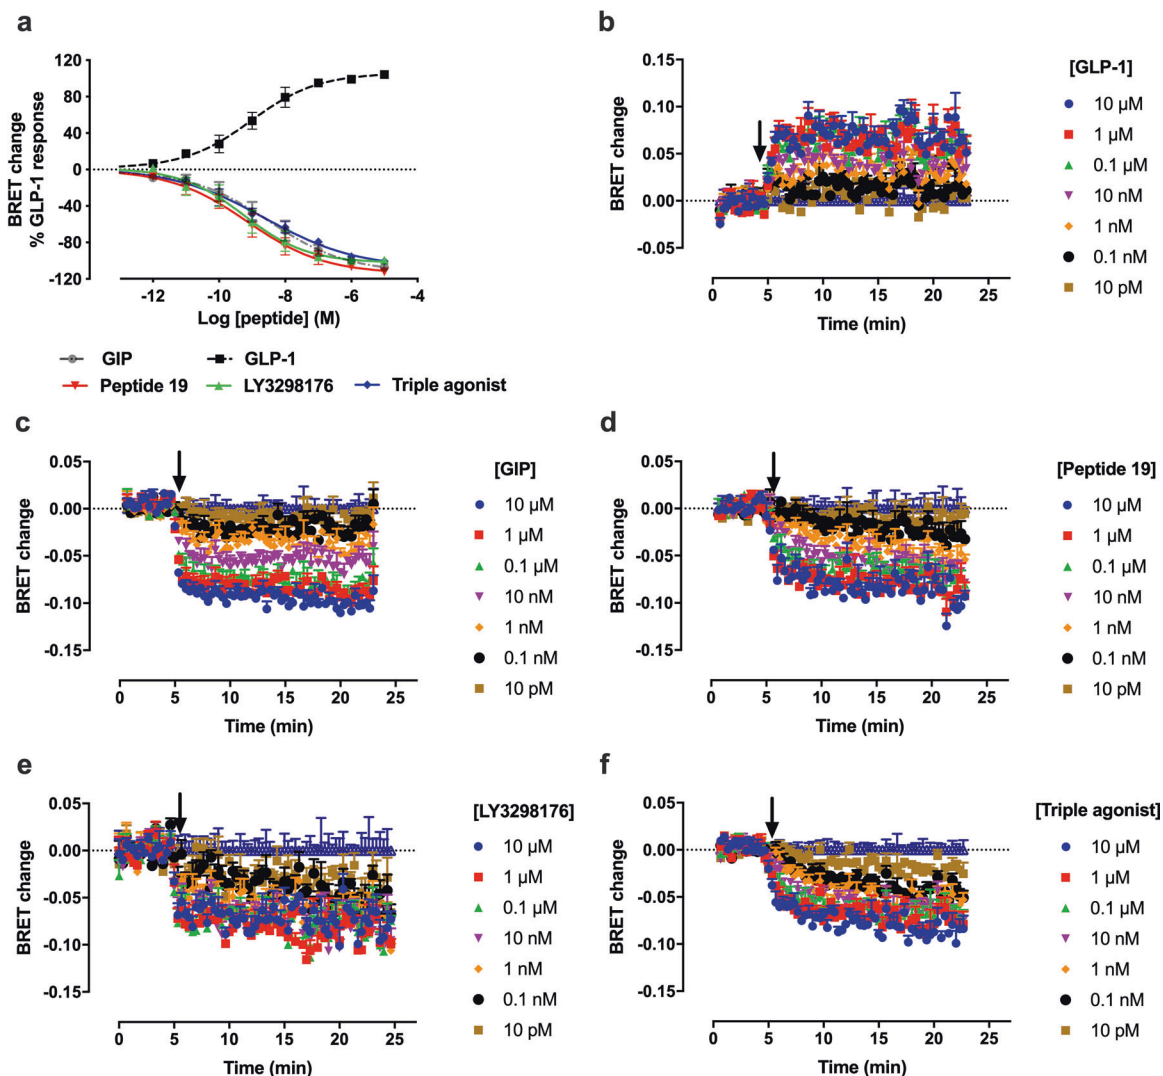 a
BRET change
% GLP-1 response
120
80
40
0
-40
-80
-120
-12
-10
-8
-6
-4
Log [peptide] (M)
GIP
GLP-1
Peptide 19
LY3298176
Triple agonist
b
BRET change
0.15
0.10
0.05
0.00
-0.05
0
5
10
15
20
25
Time (min)
[GLP-1]
10 µM
1 µM
0.1 µM
10 nM
1 nM
0.1 nM
10 pM
c
BRET change
0.05
0.00
-0.05
-0.10
-0.15
0
5
10
15
20
25
Time (min)
[GIP]
10 µM
1 µM
0.1 µM
10 nM
1 nM
0.1 nM
10 pM
d
BRET change
0.05
0.00
-0.05
-0.10
-0.15
0
5
10
15
20
25
Time (min)
[Peptide 19]
10 µM
1 µM
0.1 µM
10 nM
1 nM
0.1 nM
10 pM
e
BRET change
0.05
0.00
-0.05
-0.10
-0.15
0
5
10
15
20
25
Time (min)
[LY3298176]
10 µM
1 µM
0.1 µM
10 nM
1 nM
0.1 nM
10 pM
f
BRET change
0.05
0.00
-0.05
-0.10
-0.15
0
5
10
15
20
25
Time (min)
[Triple agonist]
10 µM
1 µM
0.1 µM
10 nM
1 nM
0.1 nM
10 pM